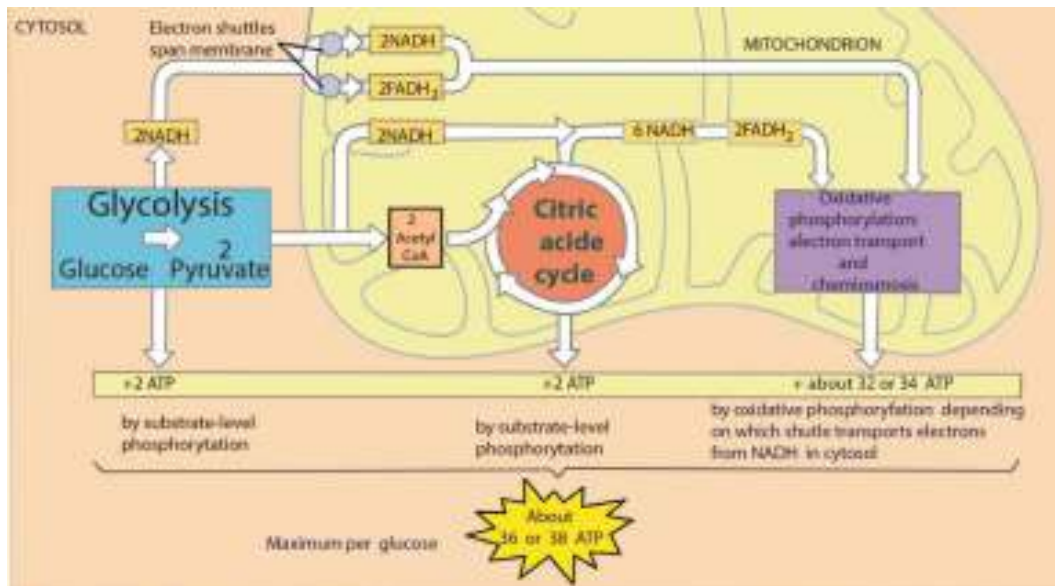 CYTOSOL
Electron shuttles
span membrane
2NADH
2FADH2
MITOCHONDRION
2NADH
2NADH
6 NADH
2FADH2
Glycolysis
Glucose
2
Pyruvate
2
Acetyl
CoA
Citric
acide
cycle
Oxidative
phosphorylation
electron transport
and
chemiosmosis
+2 ATP
+2 ATP
+ about 32 or 34 ATP
by substrate-level
phosphorytation
by substrate-level
phosphorytation
by oxidative phosphoryfation depending
on which shutle transports electrons
from NADH in cytosol
Maximum per glucose
About
36 or 38 ATP